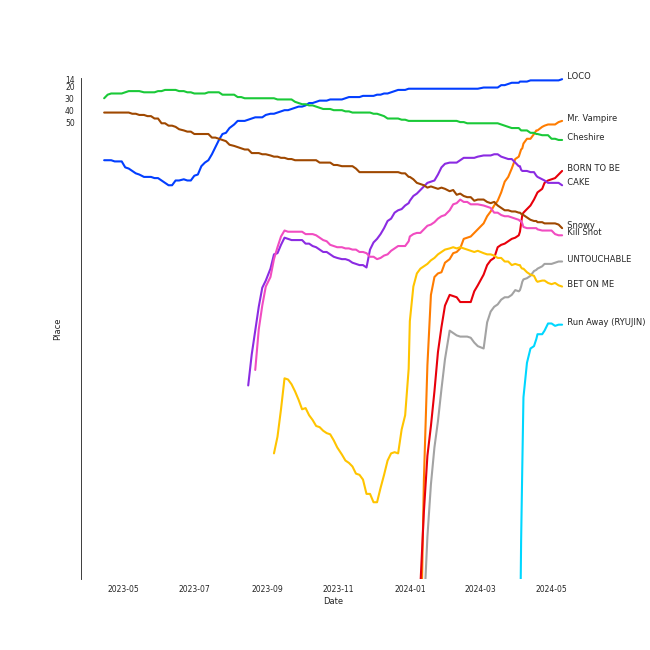 14
20
30
40
50
Place
LOCO
Mr. Vampire
Cheshire
BORN TO BE
CAKE
Snowy
Kill Shot
UNTOUCHABLE
BET ON ME
Run Away (RYUJIN)
2023-05 2023-07 2023-09 2023-11 2024-01 2024-03 2024-05
Date